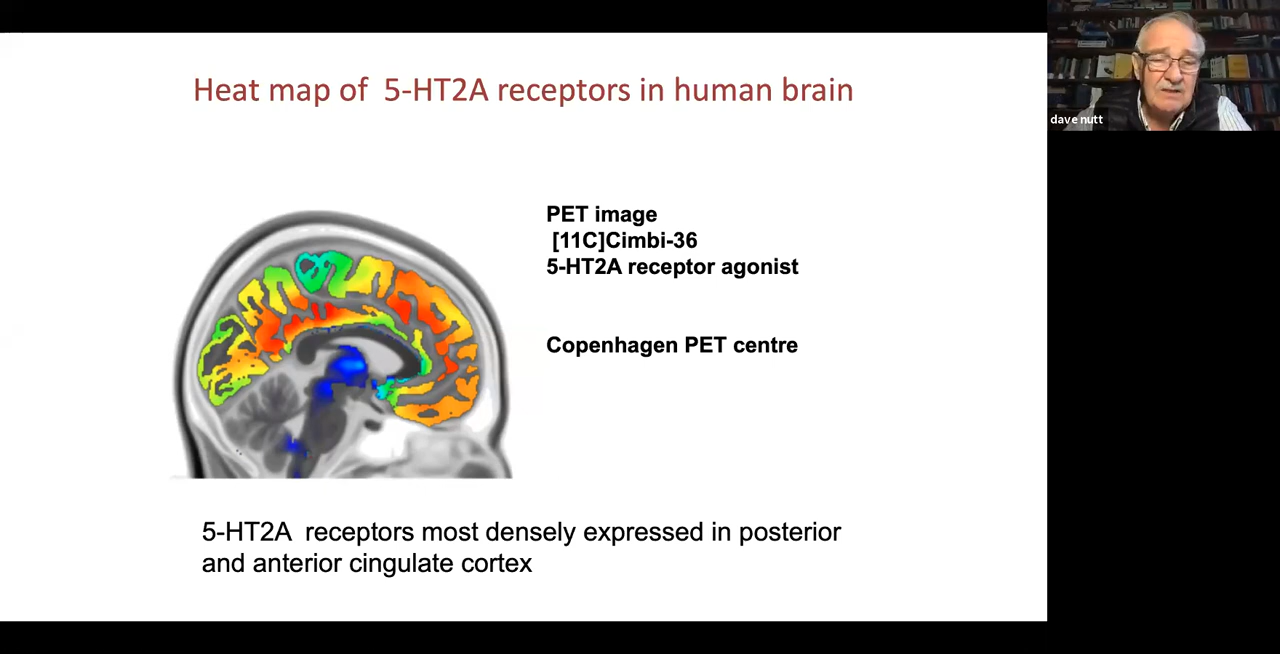 Heat map of 5-HT2A receptors in human brain
dave nutt
PET image
[11C]Cimbi-36
5-HT2A receptor agonist
Copenhagen PET centre
5-HT2A receptors most densely expressed in posterior
and anterior cingulate cortex